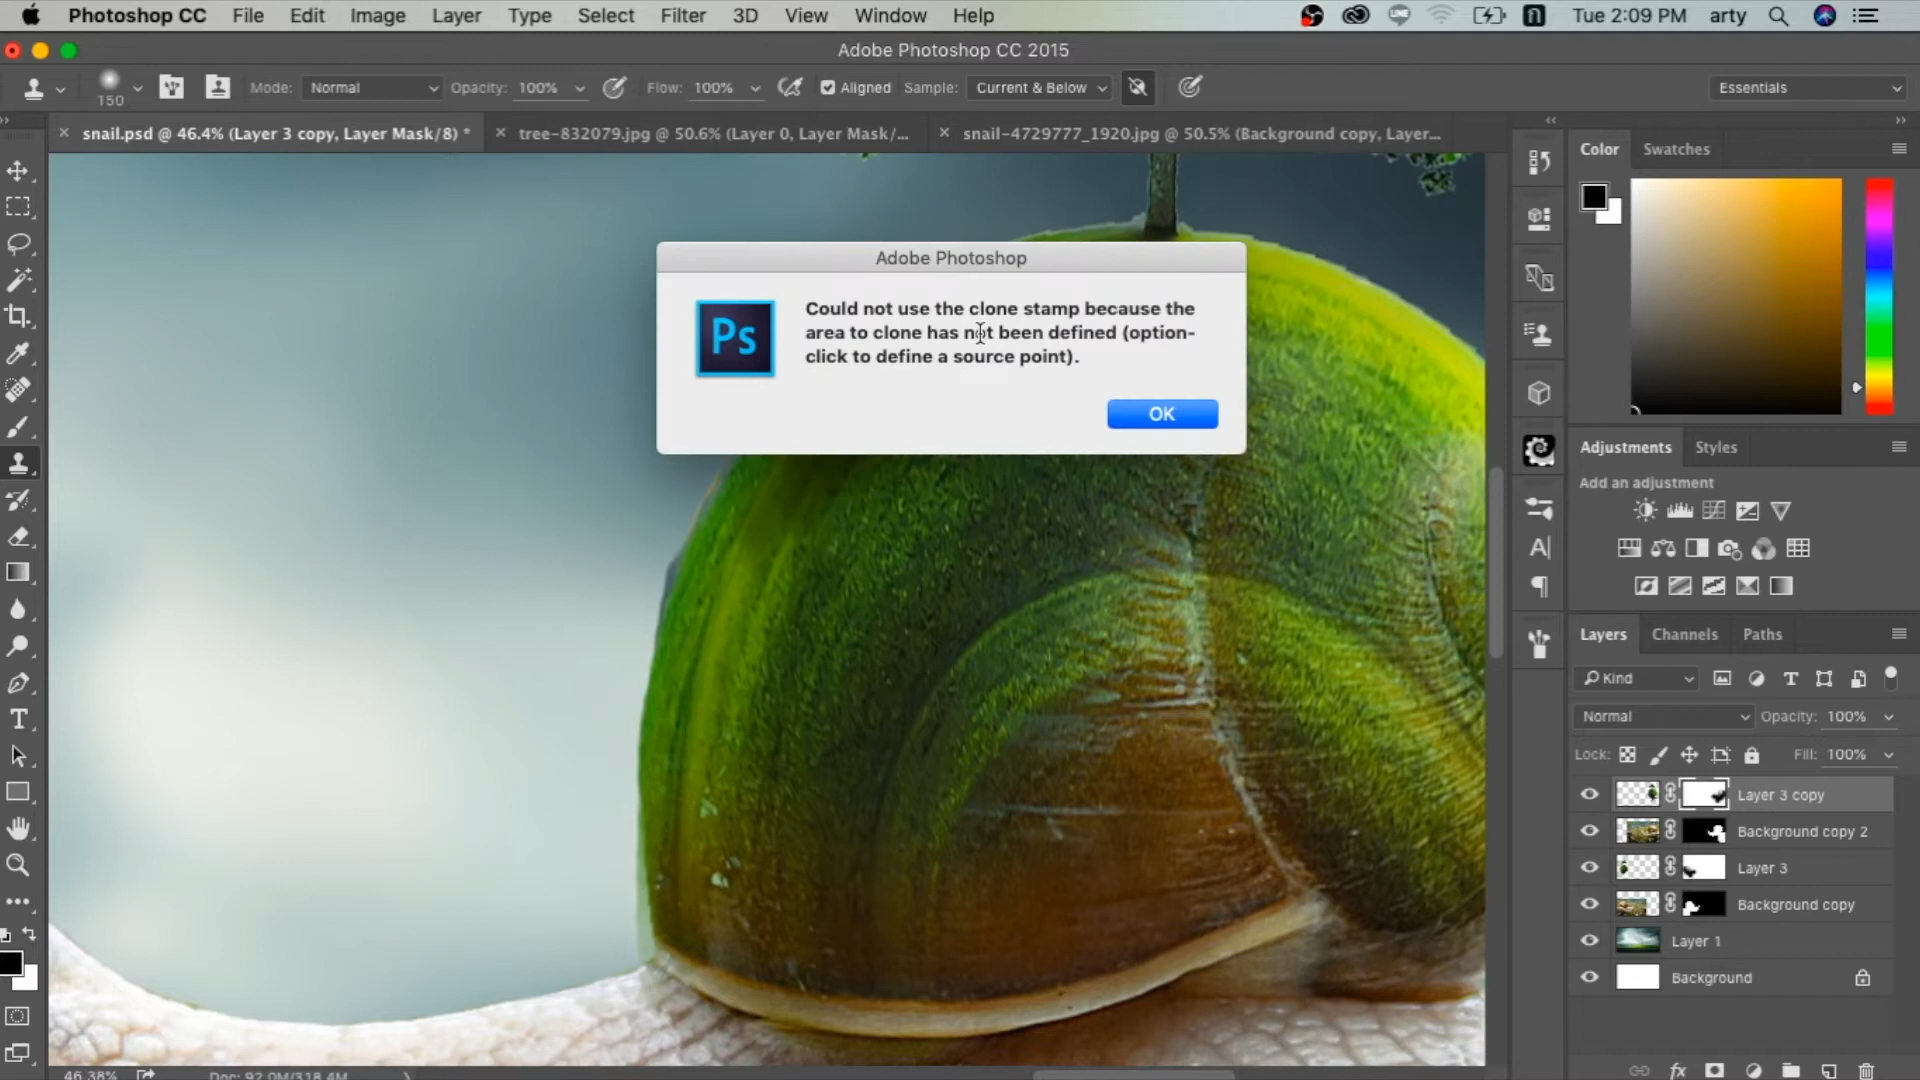 Photoshop CC File Edit Image Layer Type Select Filter 3D View Window Help Tue 2:09 PM arty
Adobe Photoshop CC 2015
150 Mode: Normal Opacity: 100% Flow: 100% Aligned Sample: Current & Below Essentials
snail.psd @ 46.4% (Layer 3 copy, Layer Mask/8) * tree-832079.jpg @ 50.6% (Layer 0, Layer Mask/... snail-4729777_1920.jpg @ 50.5% (Background copy, Layer...
Color Swatches
Adobe Photoshop
Ps
Could not use the clone stamp because the
area to clone has not been defined (option-
click to define a source point).
OK
Adjustments Styles
Add an adjustment
Layers Channels Paths
Kind
Normal Opacity: 100%
Lock: Fill: 100%
Layer 3 copy
Background copy 2
Layer 3
Background copy
Layer 1
Background
46.38% Doc: 92.0M/318.4M
fx